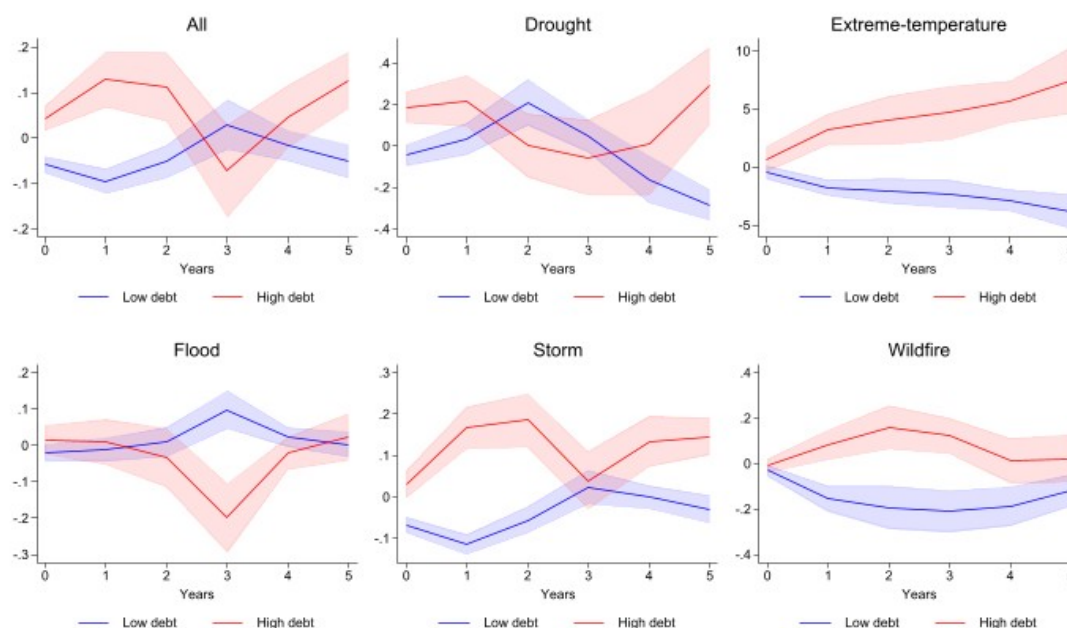 All Drought Extreme-temperature
.2 .4 10
.1 .2 5
0 0 0
-.1 -.2 -5
-.2 -.4
0 1 2 3 4 5 0 1 2 3 4 5 0 1 2 3 4
Years Years Years
Low debt High debt Low debt High debt Low debt High debt
Flood Storm Wildfire
.2 .3 .4
.1 .2 .2
0 .1 0
-.1 0 -.2
-.2 -.1 -.4
-.3
0 1 2 3 4 5 0 1 2 3 4 5 0 1 2 3 4
Years Years Years
Low debt High debt Low debt High debt Low debt High debt